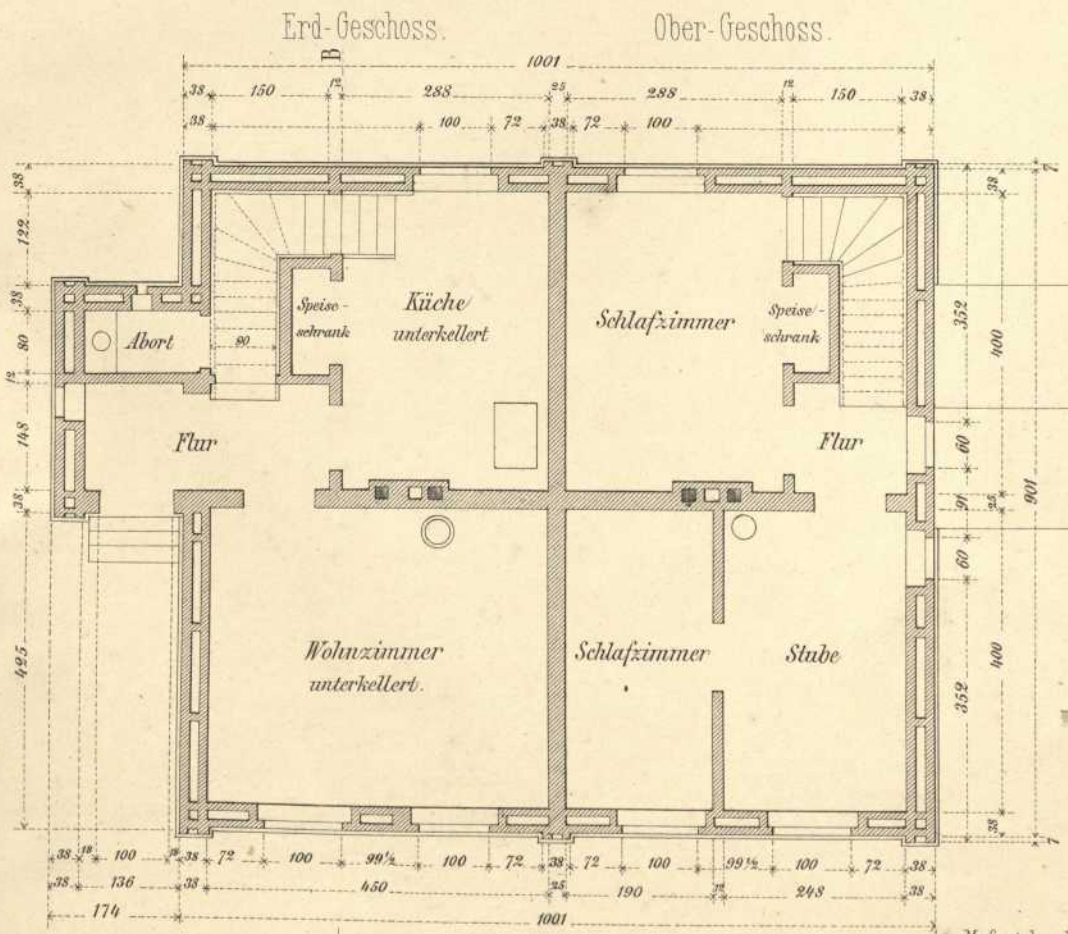 Erd-Geschoss. Ober-Geschoss.
B
1001
38 150 12 288 25 288 12 150 38
38 100 72 38 72 100
38 122 38 80 12 148 38 425
Speise-
schrank
Küche
unterkellert
Schlafzimmer
Speise-
schrank
Abort
80
Flur
Flur
Wohnzimmer
unterkellert.
Schlafzimmer
Stube
7
38
352
400
60
91
25
901
60
400
352
38
7
38 18 100 18 38 72 100 99½ 100 72 38 72 100 99½ 100 72 38
38 136 38 450 25 190 12 248 38
174 1001